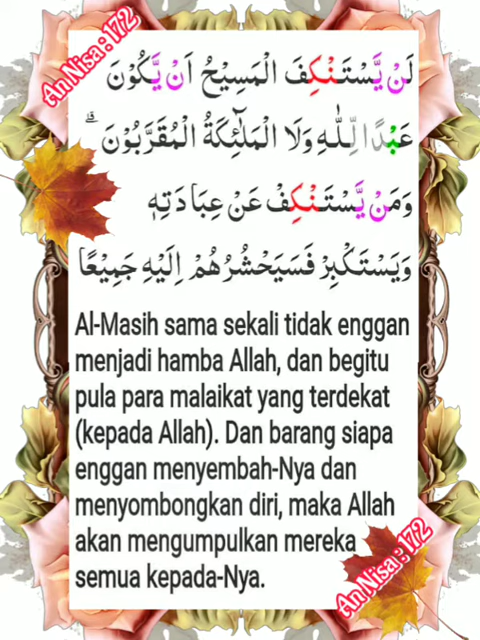 An Nisa : 172
لَنْ يَّسْتَنْكِفَ الْمَسِيْحُ اَنْ يَّكُوْنَ
عَبْدًا لِّلّٰهِ وَلَا الْمَلٰۤئِكَةُ الْمُقَرَّبُوْنَ ۗ
وَمَنْ يَّسْتَنْكِفْ عَنْ عِبَادَتِهٖ
وَيَسْتَكْبِرْ فَسَيَحْشُرُهُمْ اِلَيْهِ جَمِيْعًا
Al-Masih sama sekali tidak enggan
menjadi hamba Allah, dan begitu
pula para malaikat yang terdekat
(kepada Allah). Dan barang siapa
enggan menyembah-Nya dan
menyombongkan diri, maka Allah
akan mengumpulkan mereka
semua kepada-Nya.
An Nisa : 172